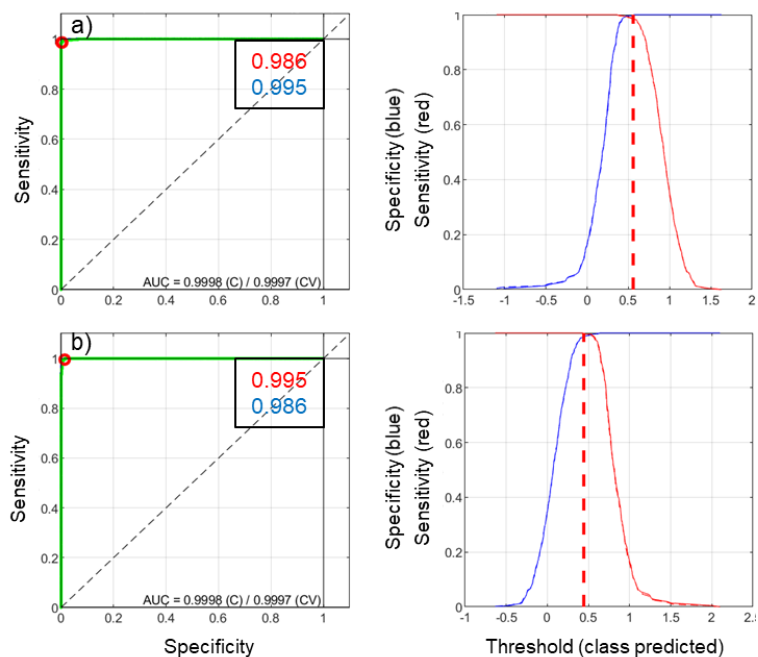 a)
0.986
0.995
1
0.8
0.6
0.4
0.2
0
Sensitivity
AUC = 0.9998 (C) / 0.9997 (CV)
0 0.2 0.4 0.6 0.8 1
Specificity (blue)
Sensitivity (red)
1
0.8
0.6
0.4
0.2
0
-1.5 -1 -0.5 0 0.5 1 1.5 2
b)
0.995
0.986
1
0.8
0.6
0.4
0.2
0
Sensitivity
AUC = 0.9998 (C) / 0.9997 (CV)
0 0.2 0.4 0.6 0.8 1
Specificity
Specificity (blue)
Sensitivity (red)
1
0.8
0.6
0.4
0.2
0
-1 -0.5 0 0.5 1 1.5 2 2.5
Threshold (class predicted)